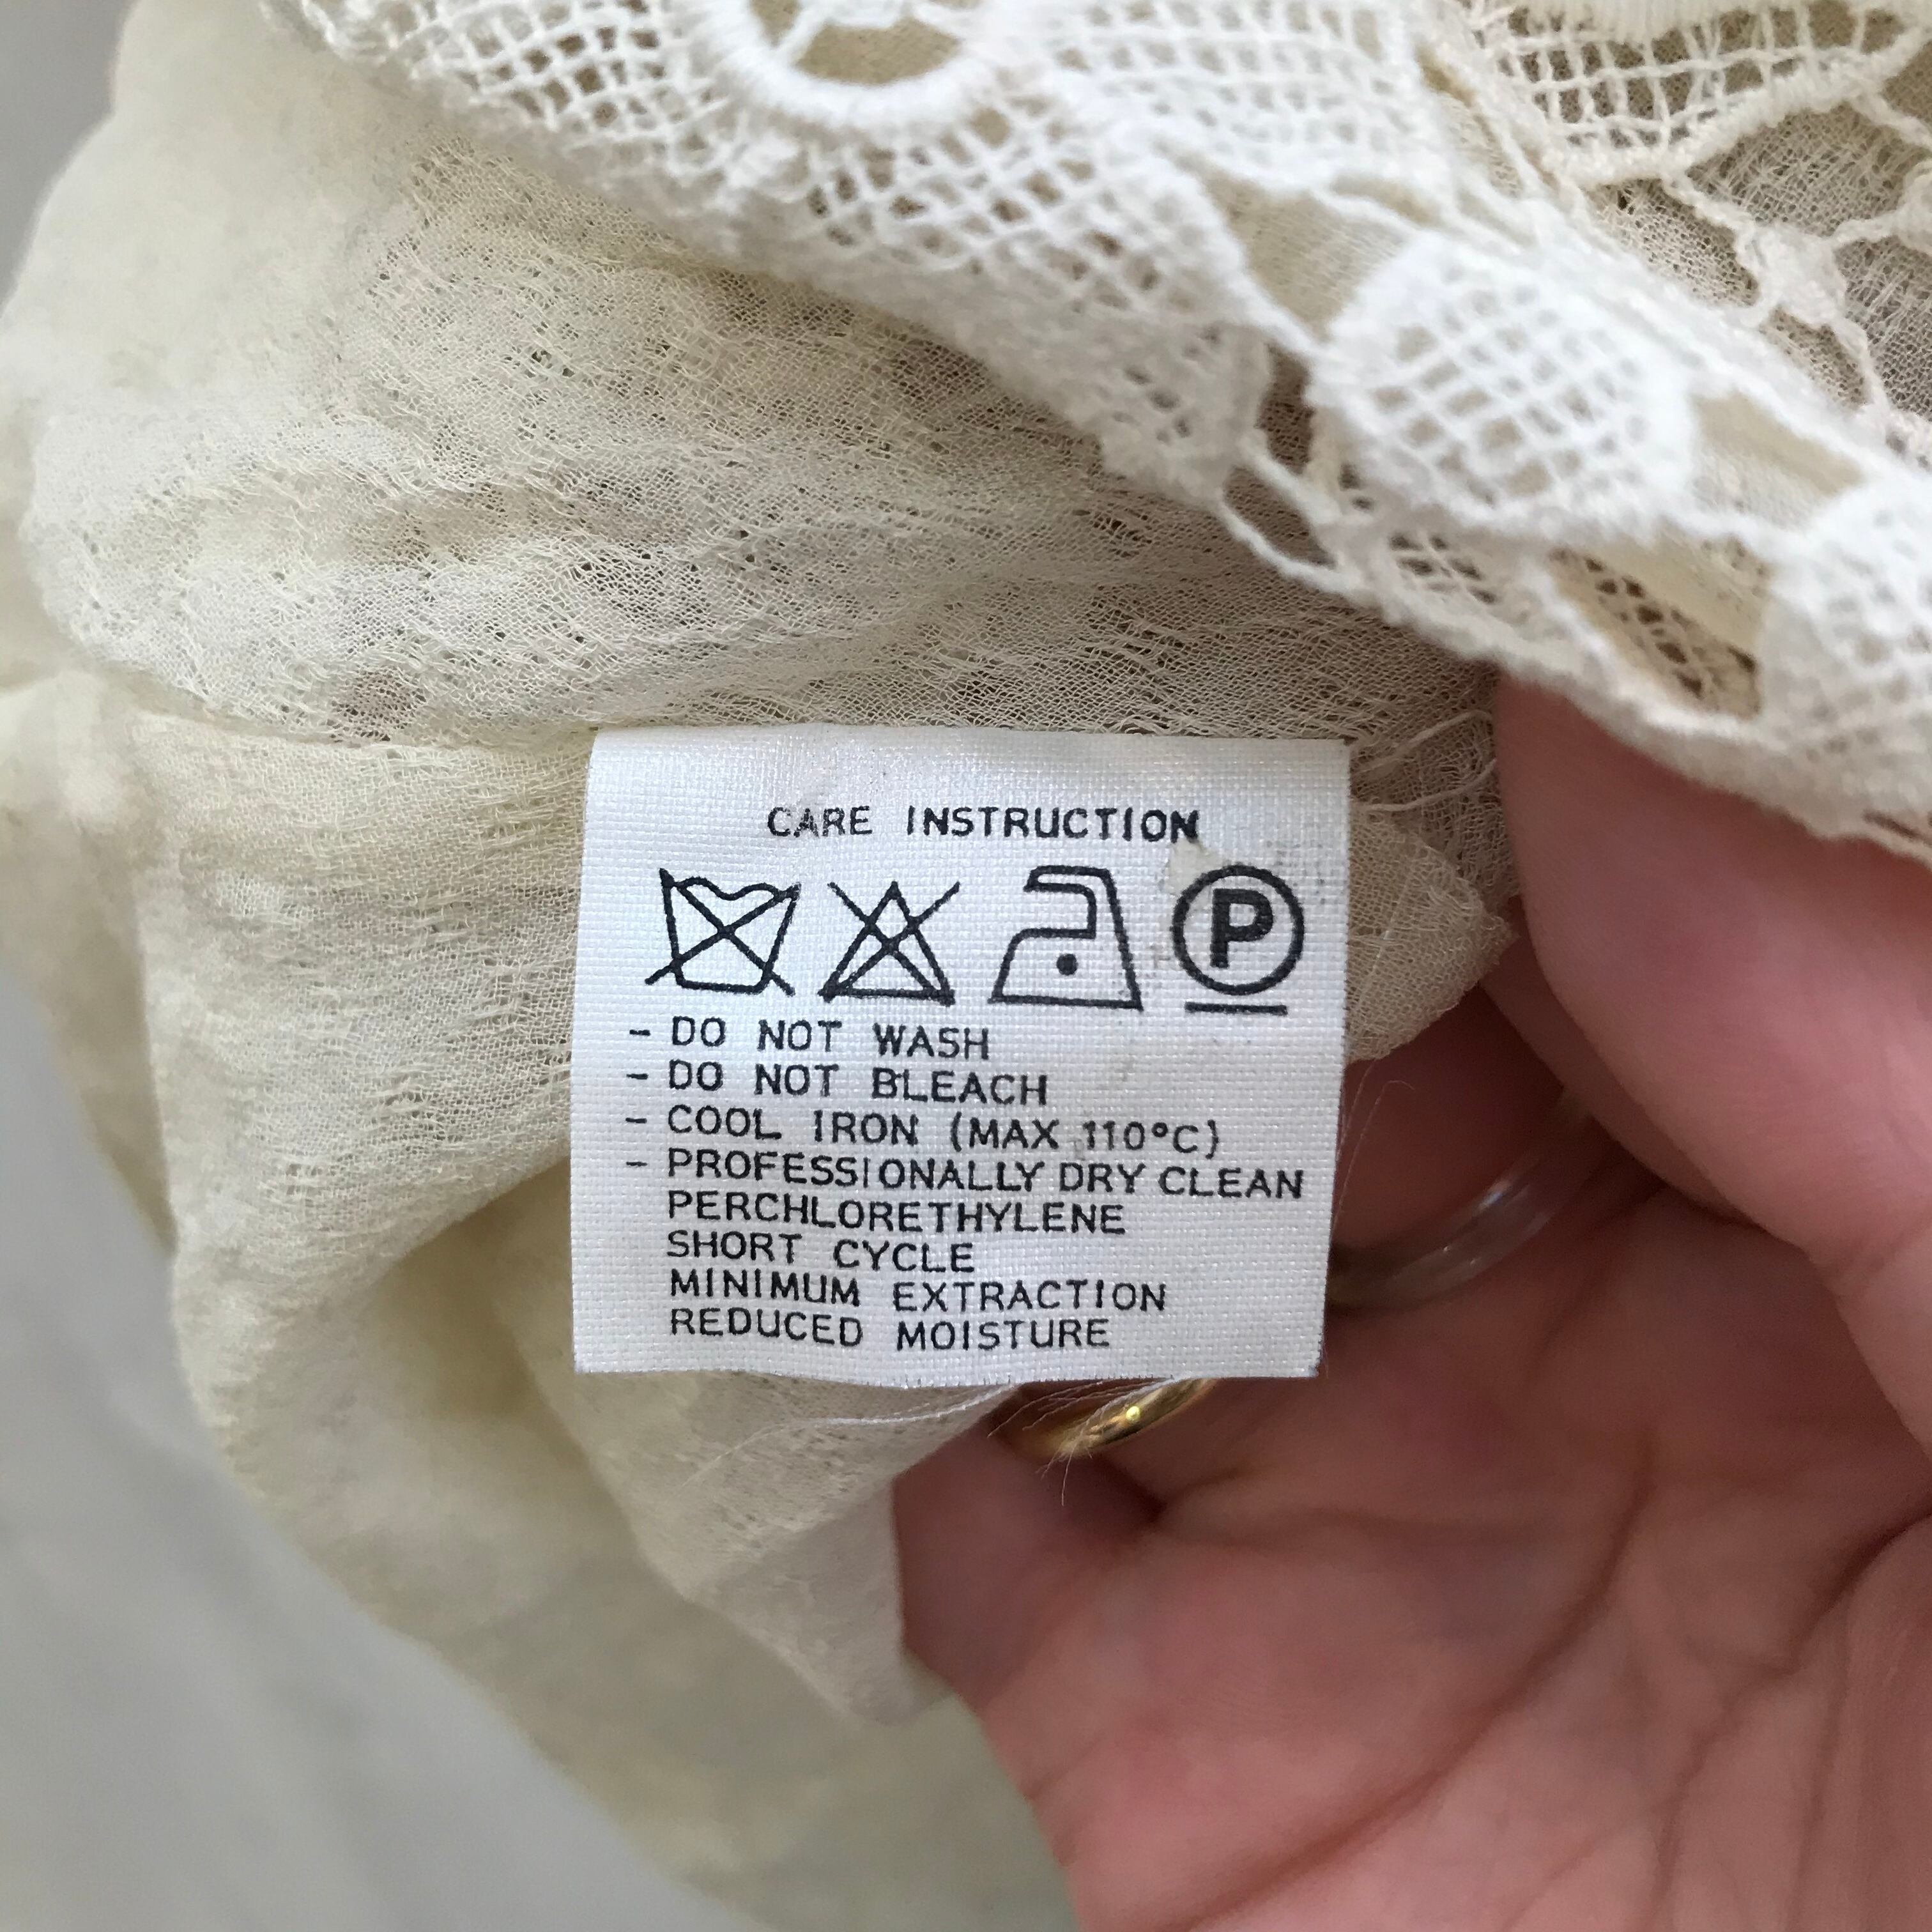 CARE INSTRUCTION
P
- DO NOT WASH
- DO NOT BLEACH
- COOL IRON (MAX 110°C)
- PROFESSIONALLY DRY CLEAN
PERCHLORETHYLENE
SHORT CYCLE
MINIMUM EXTRACTION
REDUCED MOISTURE